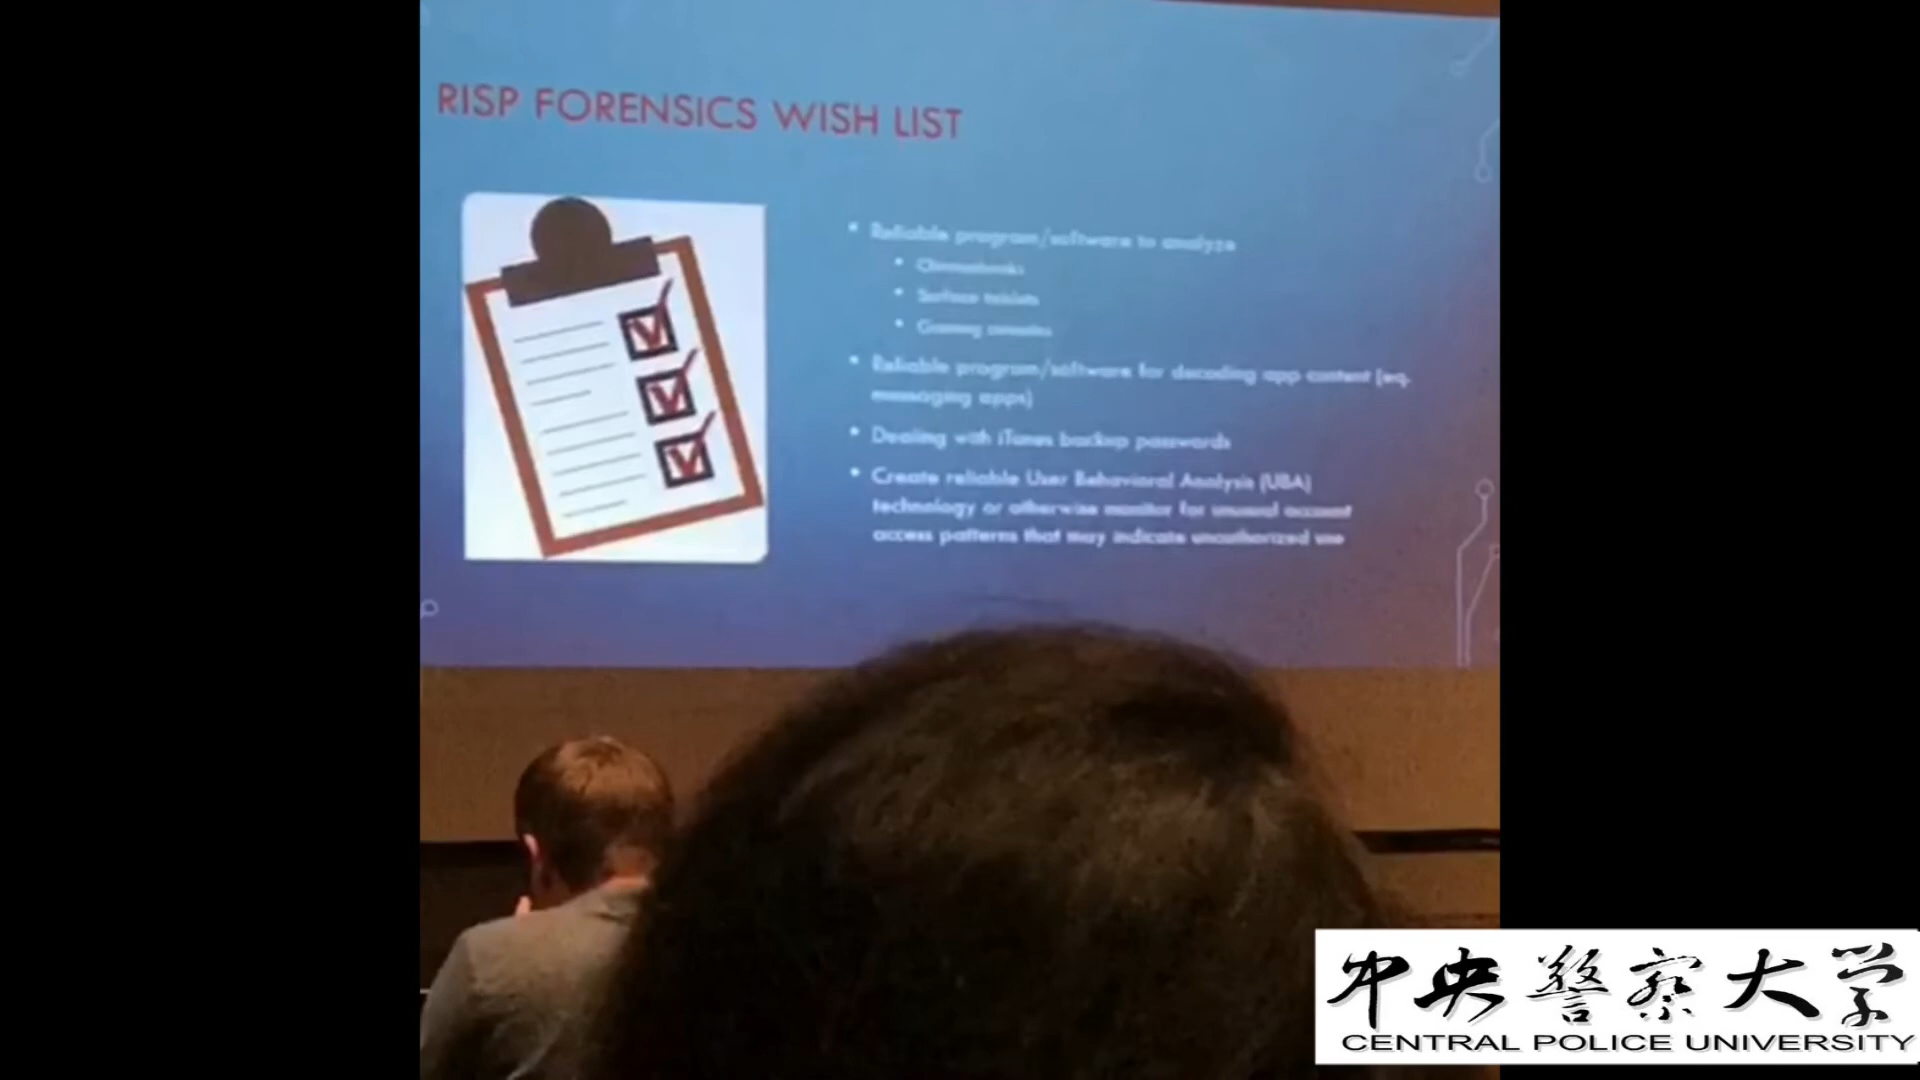 RISP FORENSICS WISH LIST
• Reliable program/software to analyze
• Chromebooks
• Surface tablets
• Gaming consoles
• Reliable program/software for decoding app content (eg.
messaging apps)
• Dealing with iTunes backup passwords
• Create reliable User Behavioral Analysis (UBA)
technology or otherwise monitor for unusual account
access patterns that may indicate unauthorized use
中央警察大学
CENTRAL POLICE UNIVERSITY